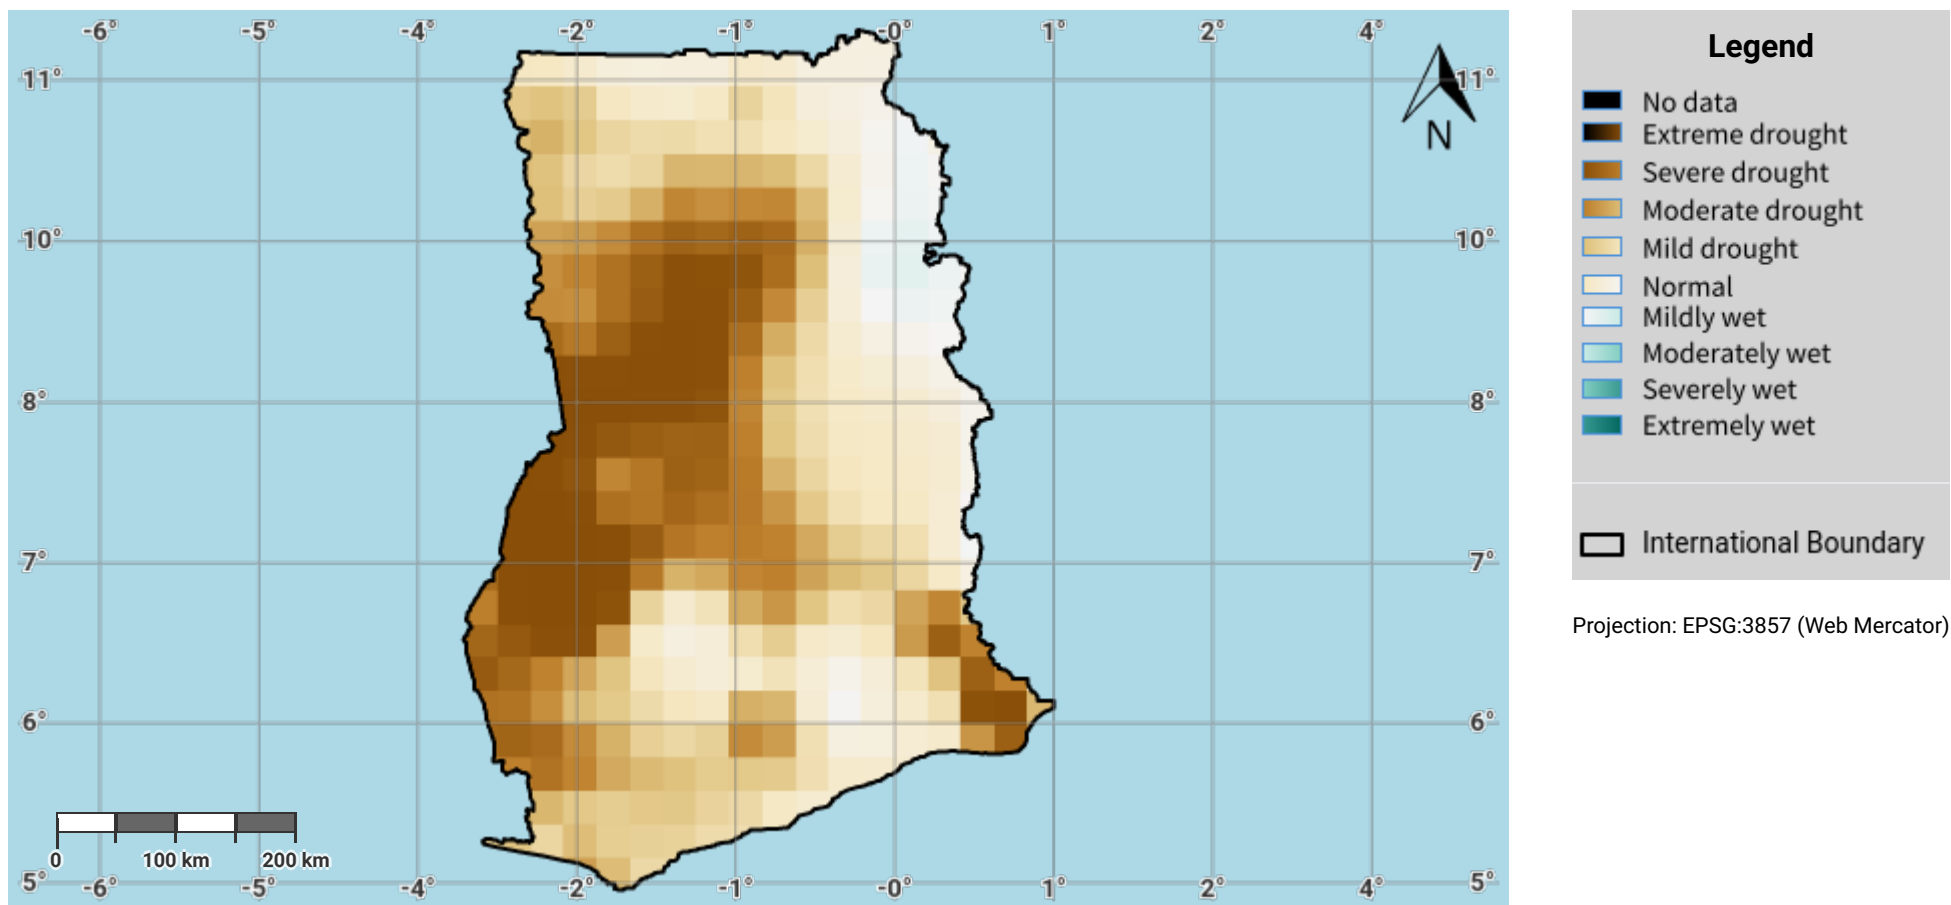 -6° -5° -4° -2° -1° -0° 1° 2° 4°
11° 11°
N
10° 10°
8° 8°
7° 7°
6° 6°
0 100 km 200 km
5° 5°
-6° -5° -4° -2° -1° -0° 1° 2° 4°
Legend
No data
Extreme drought
Severe drought
Moderate drought
Mild drought
Normal
Mildly wet
Moderately wet
Severely wet
Extremely wet
International Boundary
Projection: EPSG:3857 (Web Mercator)